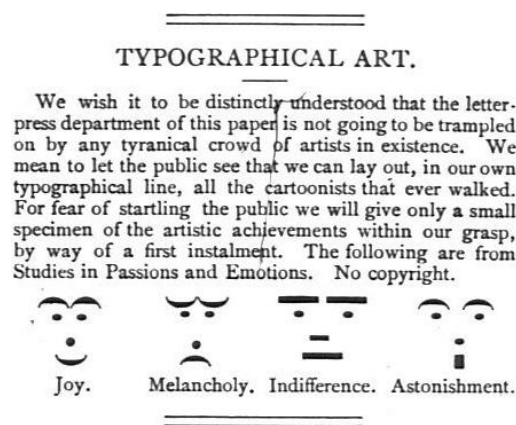 TYPOGRAPHICAL ART.
We wish it to be distinctly understood that the letter-
press department of this paper is not going to be trampled
on by any tyranical crowd of artists in existence. We
mean to let the public see that we can lay out, in our own
typographical line, all the cartoonists that ever walked.
For fear of startling the public we will give only a small
specimen of the artistic achievements within our grasp,
by way of a first instalment. The following are from
Studies in Passions and Emotions. No copyright.
Joy. Melancholy. Indifference. Astonishment.